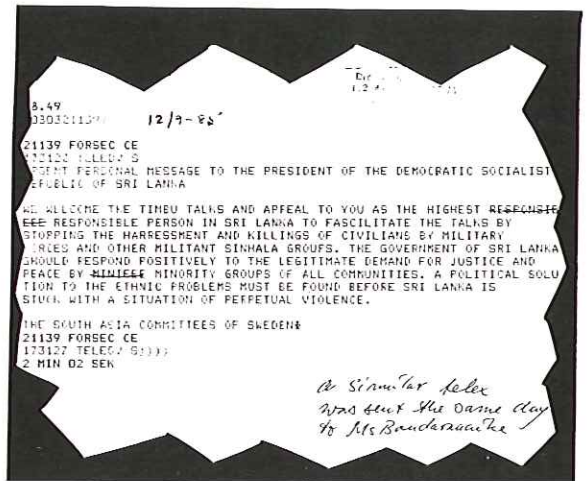 8.49
12/9-85
21139 FORSEC CE
TELEDV S
URGENT PERSONAL MESSAGE TO THE PRESIDENT OF THE DEMOCRATIC SOCIALIST
REPUBLIC OF SRI LANKA
WE WELCOME THE TIMBU TALKS AND APPEAL TO YOU AS THE HIGHEST RESPONSIE
EEE RESPONSIBLE PERSON IN SRI LANKA TO FASCILITATE THE TALKS BY
STOPPING THE HARRESSMENT AND KILLINGS OF CIVILIANS BY MILITARY
FORCES AND OTHER MILITANT SINHALA GROUPS. THE GOVERNMENT OF SRI LANKA
SHOULD RESPOND POSITIVELY TO THE LEGITIMATE DEMAND FOR JUSTICE AND
PEACE BY MINIEEE MINORITY GROUPS OF ALL COMMUNITIES. A POLITICAL SOLU
TION TO THE ETHNIC PROBLEMS MUST BE FOUND BEFORE SRI LANKA IS
STUCK WITH A SITUATION OF PERPETUAL VIOLENCE.
THE SOUTH ASIA COMMITTEES OF SWEDEN
21139 FORSEC CE
173127 TELEDV S
2 MIN 02 SEK
a similar telex
was sent the same day
to Ms Bandaranaike